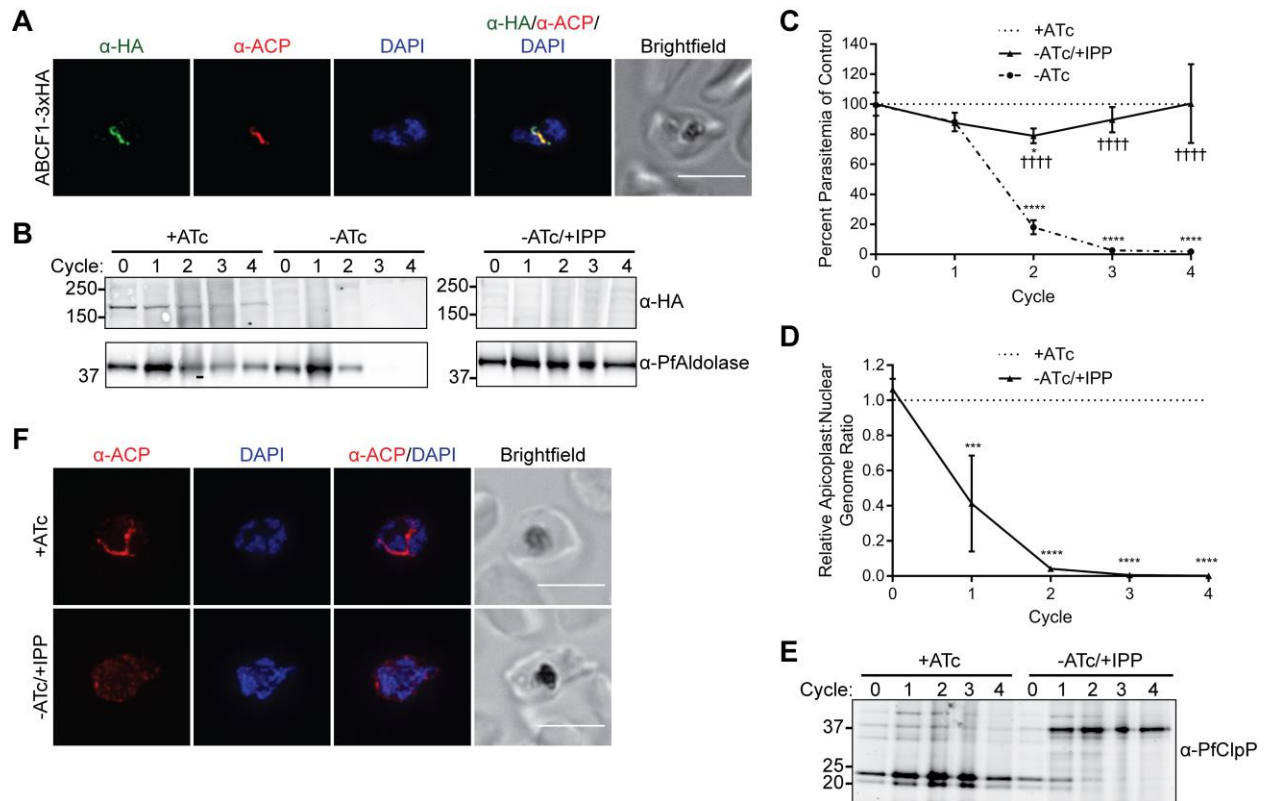 A
α-HA
α-ACP
DAPI
α-HA/α-ACP/
DAPI
Brightfield
ABCF1-3xHA
B
+ATc
-ATc
-ATc/+IPP
Cycle:
0 1 2 3 4
0 1 2 3 4
0 1 2 3 4
250
150
250
150
α-HA
37
37
α-PfAldolase
F
α-ACP
DAPI
α-ACP/DAPI
Brightfield
+ATc
-ATc/+IPP
C
+ATc
-ATc/+IPP
-ATc
Percent Parasitemia of Control
140
120
100
80
60
40
20
0
*
††††
††††
††††
****
****
****
0 1 2 3 4
Cycle
D
+ATc
-ATc/+IPP
Relative Apicoplast:Nuclear
Genome Ratio
1.2
1.0
0.8
0.6
0.4
0.2
0.0
***
****
****
****
0 1 2 3 4
Cycle
E
+ATc
-ATc/+IPP
Cycle:
0 1 2 3 4
0 1 2 3 4
37
25
20
α-PfClpP